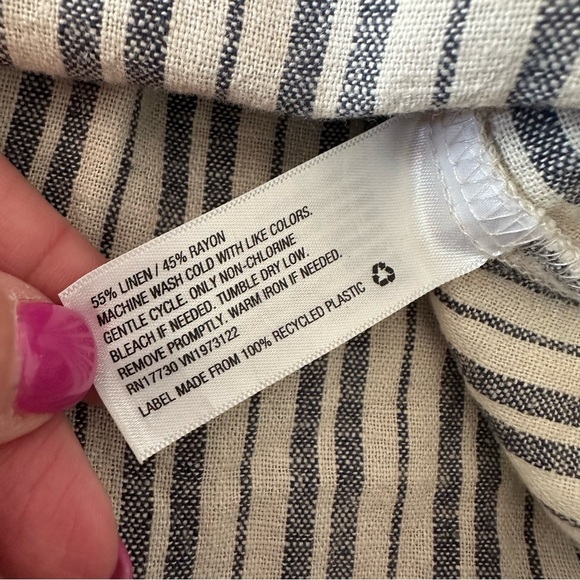 55% LINEN / 45% RAYON
MACHINE WASH COLD WITH LIKE COLORS.
GENTLE CYCLE. ONLY NON-CHLORINE
BLEACH IF NEEDED. TUMBLE DRY LOW.
REMOVE PROMPTLY. WARM IRON IF NEEDED.
RN17730 VN1973122
LABEL MADE FROM 100% RECYCLED PLASTIC